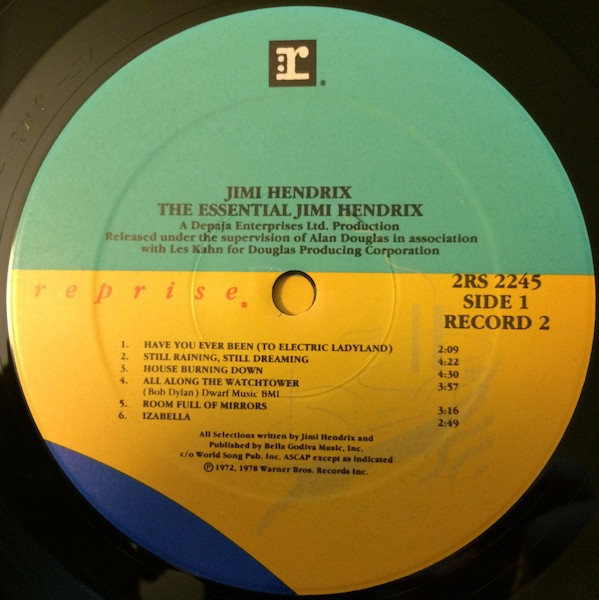 r®
JIMI HENDRIX
THE ESSENTIAL JIMI HENDRIX
A Depaja Enterprises Ltd. Production
Released under the supervision of Alan Douglas in association
with Les Kahn for Douglas Producing Corporation
reprise.
2RS 2245
SIDE 1
RECORD 2
1. HAVE YOU EVER BEEN (TO ELECTRIC LADYLAND) 2:09
2. STILL RAINING, STILL DREAMING 4:22
3. HOUSE BURNING DOWN 4:30
4. ALL ALONG THE WATCHTOWER 3:57
(Bob Dylan) Dwarf Music BMI
5. ROOM FULL OF MIRRORS 3:16
6. IZABELLA 2:49
All Selections written by Jimi Hendrix and
Published by Bella Godiva Music, Inc.
c/o World Song Pub. Inc. ASCAP except as indicated
℗ 1972, 1978 Warner Bros. Records Inc.